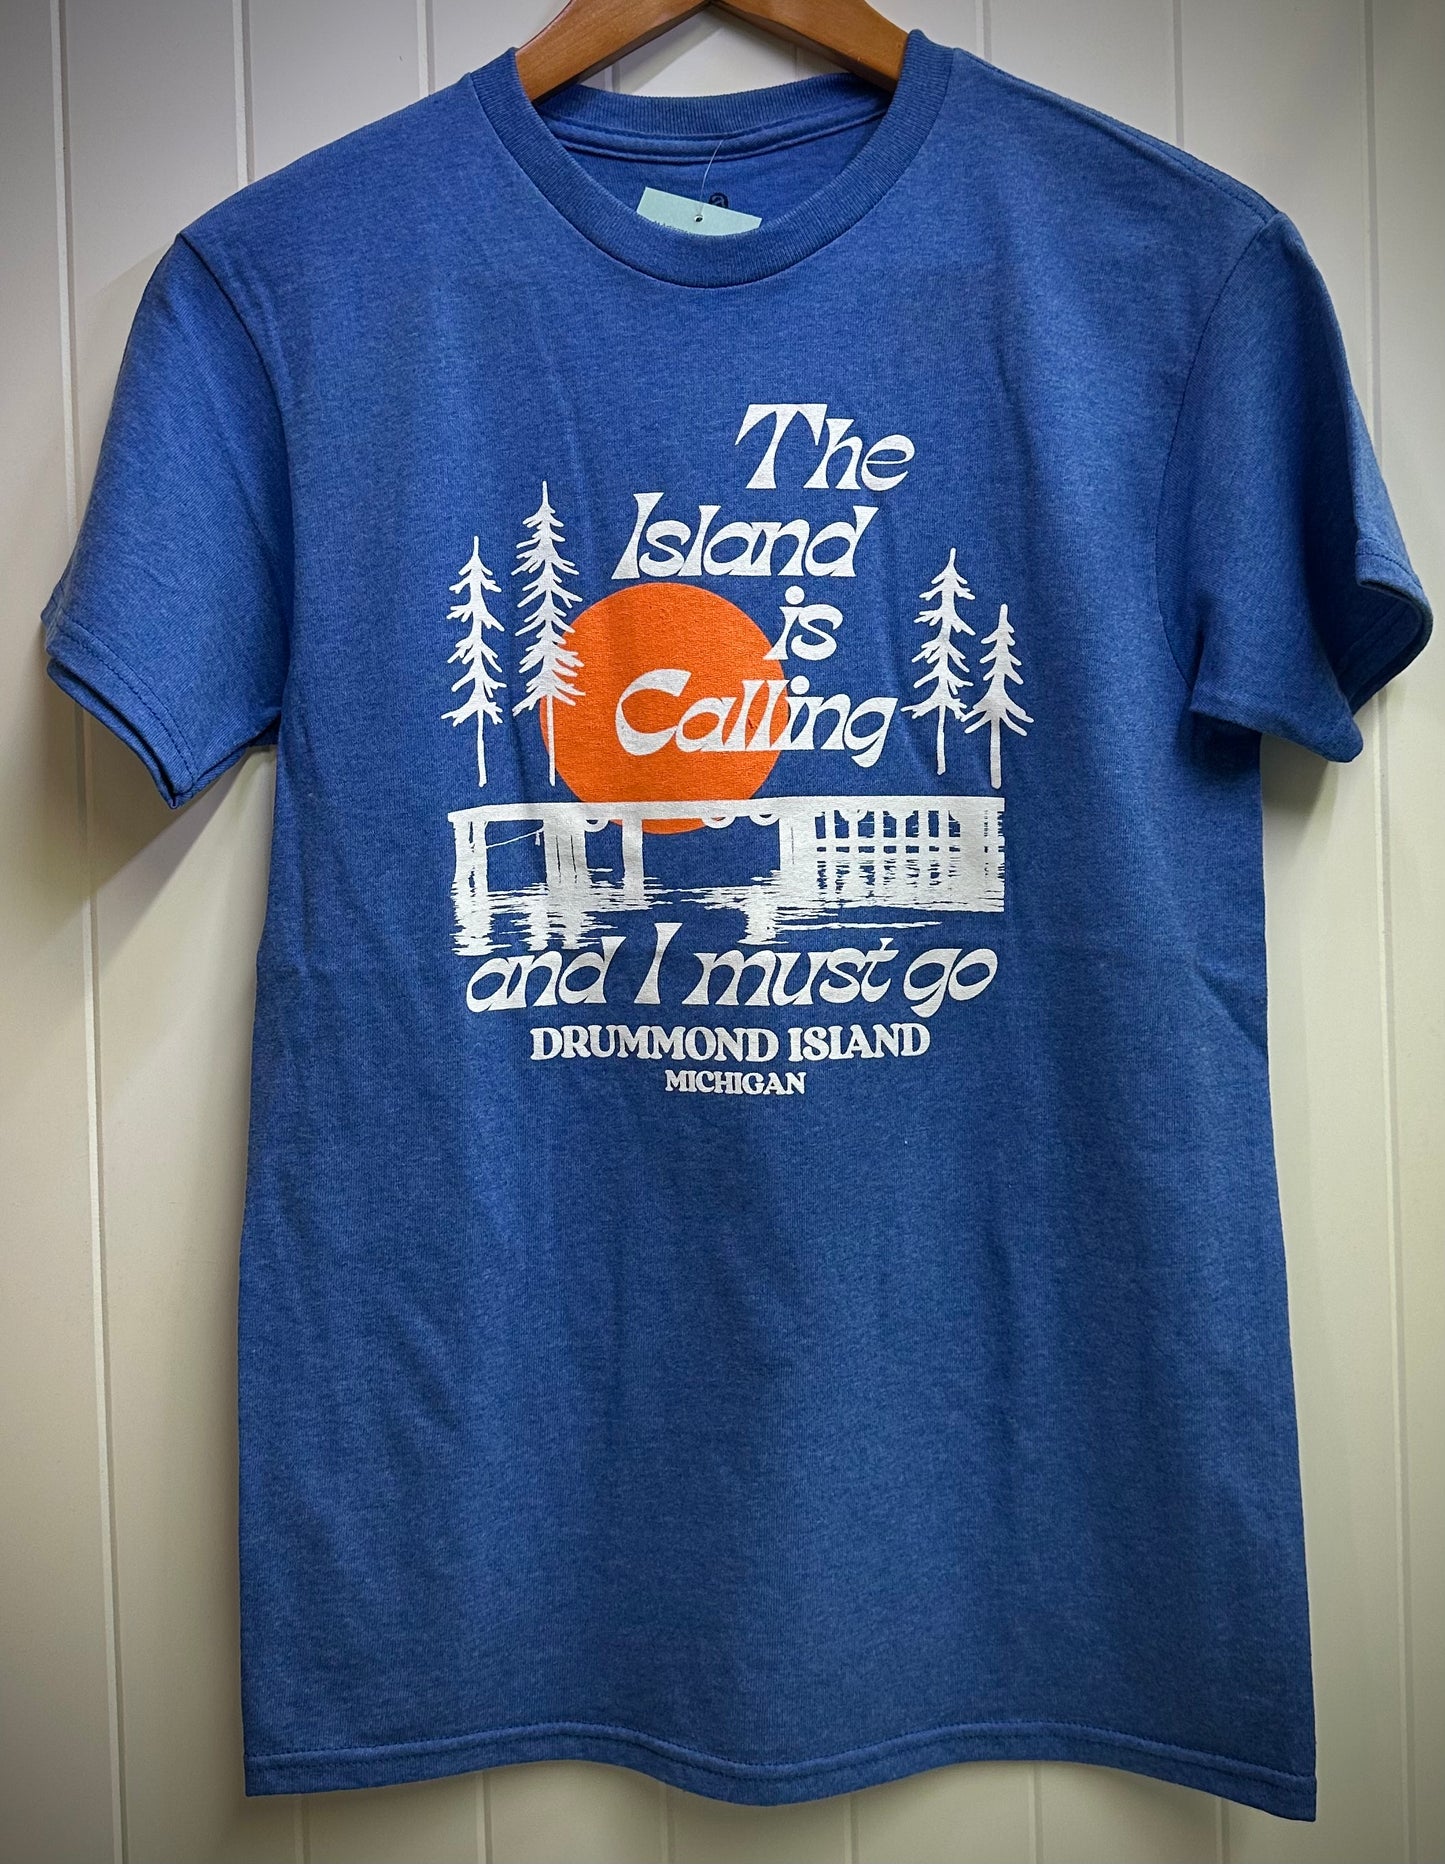 The
Island
is
Calling
and I must go
DRUMMOND ISLAND
MICHIGAN